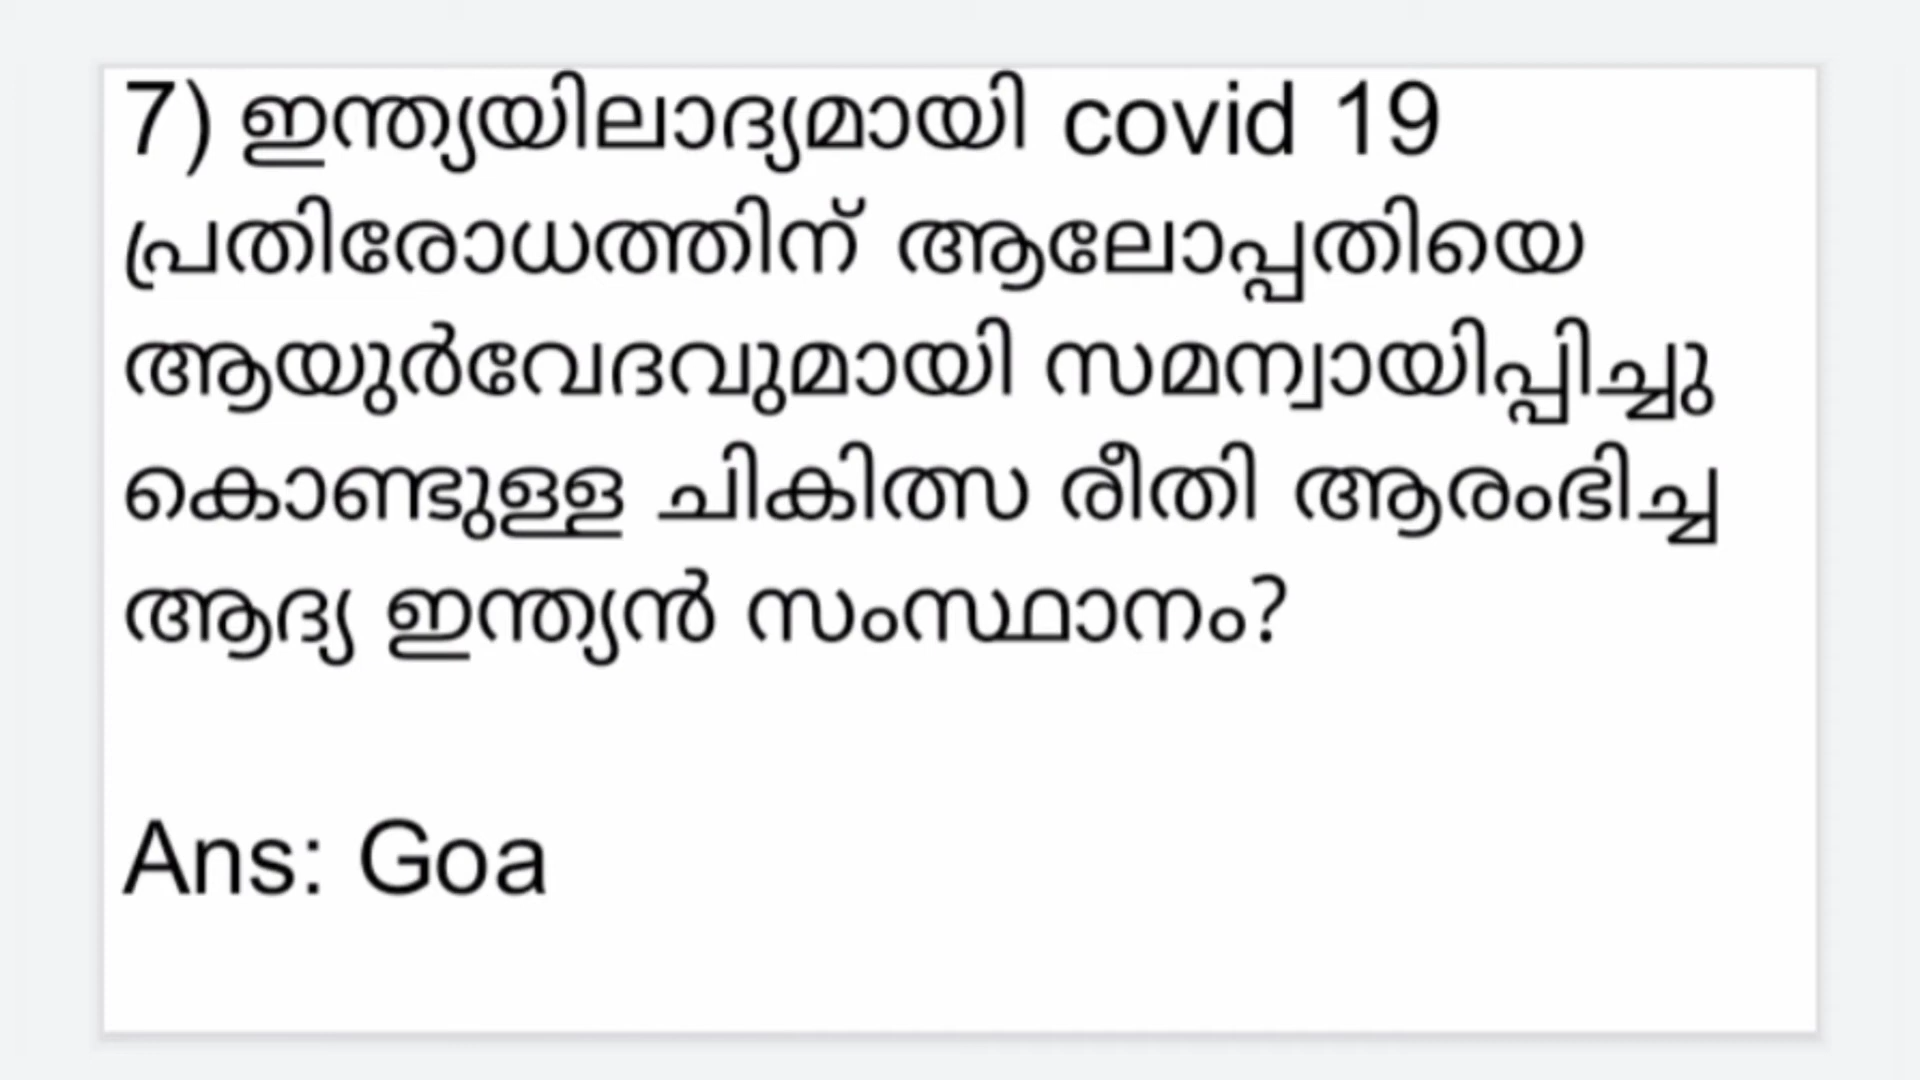 7) ഇന്ത്യയിലാദ്യമായി covid 19
പ്രതിരോധത്തിന് ആലോപ്പതിയെ
ആയുർവേദവുമായി സമന്വായിപ്പിച്ചു
കൊണ്ടുള്ള ചികിത്സ രീതി ആരംഭിച്ച
ആദ്യ ഇന്ത്യൻ സംസ്ഥാനം?
Ans: Goa